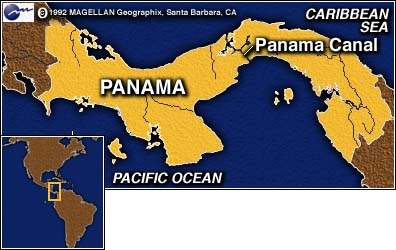 © 1992 MAGELLAN Geographix, Santa Barbara, CA
CARIBBEAN
SEA
Panama Canal
PANAMA
PACIFIC OCEAN